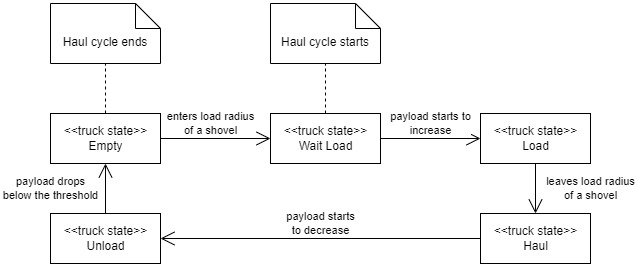 Haul cycle ends
Haul cycle starts
<<truck state>>
Empty
enters load radius
of a shovel
<<truck state>>
Wait Load
payload starts to
increase
<<truck state>>
Load
leaves load radius
of a shovel
<<truck state>>
Haul
payload starts
to decrease
<<truck state>>
Unload
payload drops
below the threshold